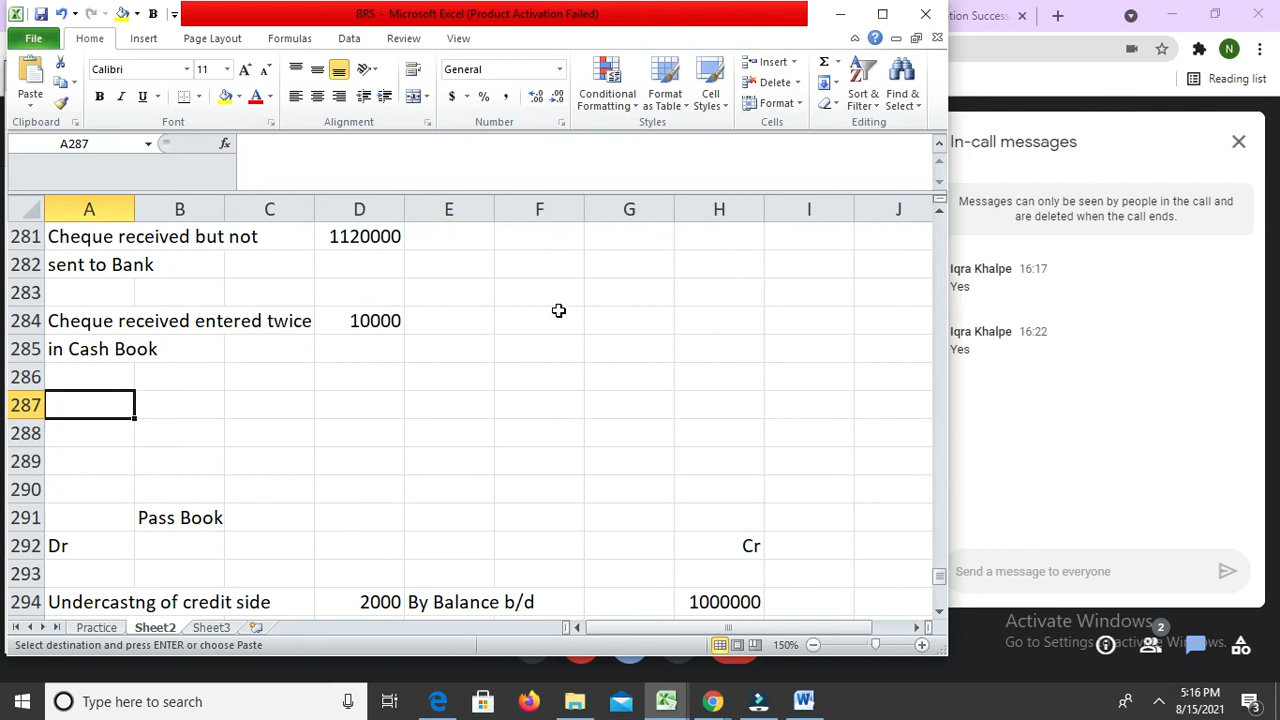 BRS - Microsoft Excel (Product Activation Failed)
tion Success
File Home Insert Page Layout Formulas Data Review View
N
Reading list
Paste
Calibri 11
B I U
General
$ % ,
Conditional Formatting
Format as Table
Cell Styles
Insert
Delete
Format
Sort & Filter
Find & Select
Clipboard Font Alignment Number Styles Cells Editing
A287 fx
A B C D E F G H I J
281 Cheque received but not 1120000
282 sent to Bank
283
284 Cheque received entered twice 10000
285 in Cash Book
286
287
288
289
290
291 Pass Book
292 Dr Cr
293
294 Undercastng of credit side 2000 By Balance b/d 1000000
Practice Sheet2 Sheet3
Select destination and press ENTER or choose Paste 150%
In-call messages
Messages can only be seen by people in the call and
are deleted when the call ends.
Iqra Khalpe 16:17
Yes
Iqra Khalpe 16:22
Yes
Send a message to everyone
Activate Windows
Go to Settings to activate Windows.
2
Type here to search
5:16 PM
8/15/2021
3